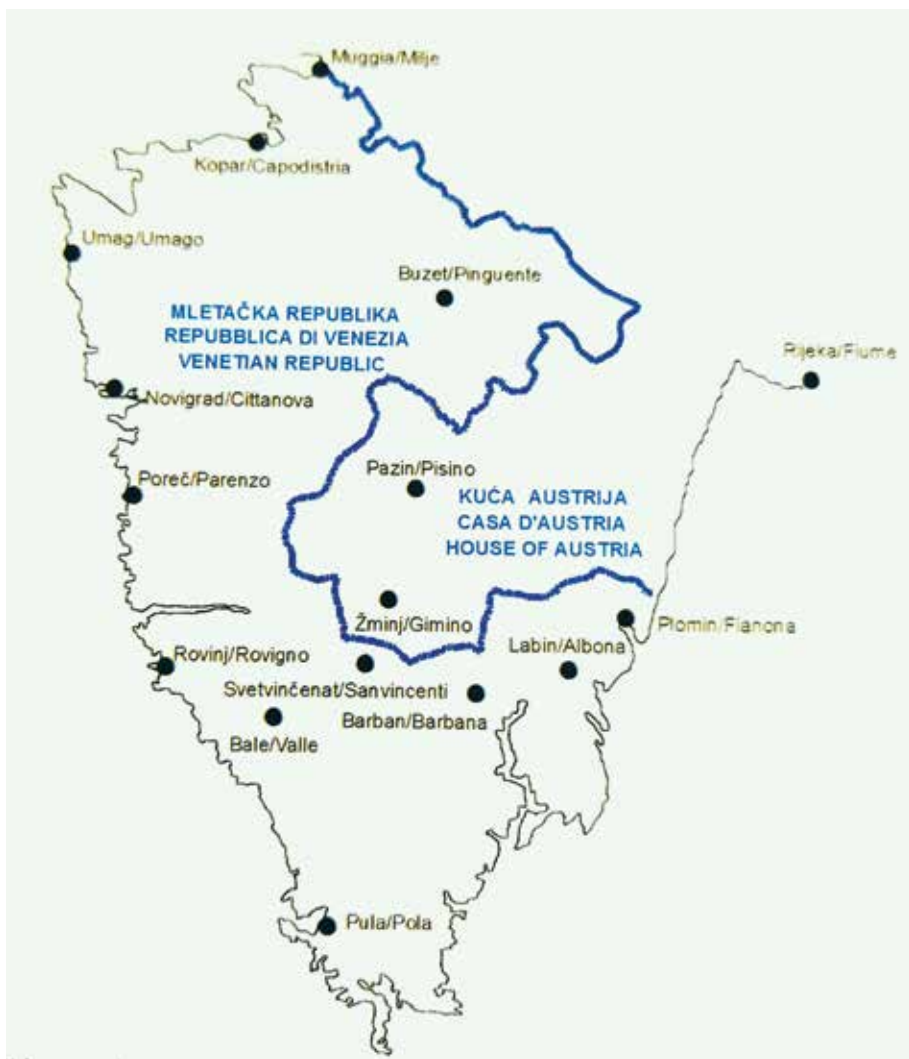 Muggia/Milje
Kopar/Capodistria
Umag/Umago
Buzet/Pinguente
MLETAČKA REPUBLIKA
REPUBBLICA DI VENEZIA
VENETIAN REPUBLIC
Rijeka/Fiume
Novigrad/Cittanova
Pazin/Pisino
Poreč/Parenzo
KUĆA AUSTRIJA
CASA D'AUSTRIA
HOUSE OF AUSTRIA
Žminj/Gimino
Plomin/Fianona
Labin/Albona
Rovinj/Rovigno
Svetvinčenat/Sanvincenti
Barban/Barbana
Bale/Valle
Pula/Pola